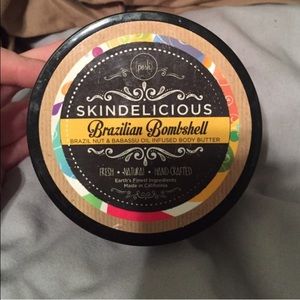 posh
SKINDELICIOUS
Brazilian Bombshell
BRAZIL NUT & BABASSU OIL INFUSED BODY BUTTER
FRESH • NATURAL • HAND CRAFTED
Earth's Finest Ingredients
Made in California